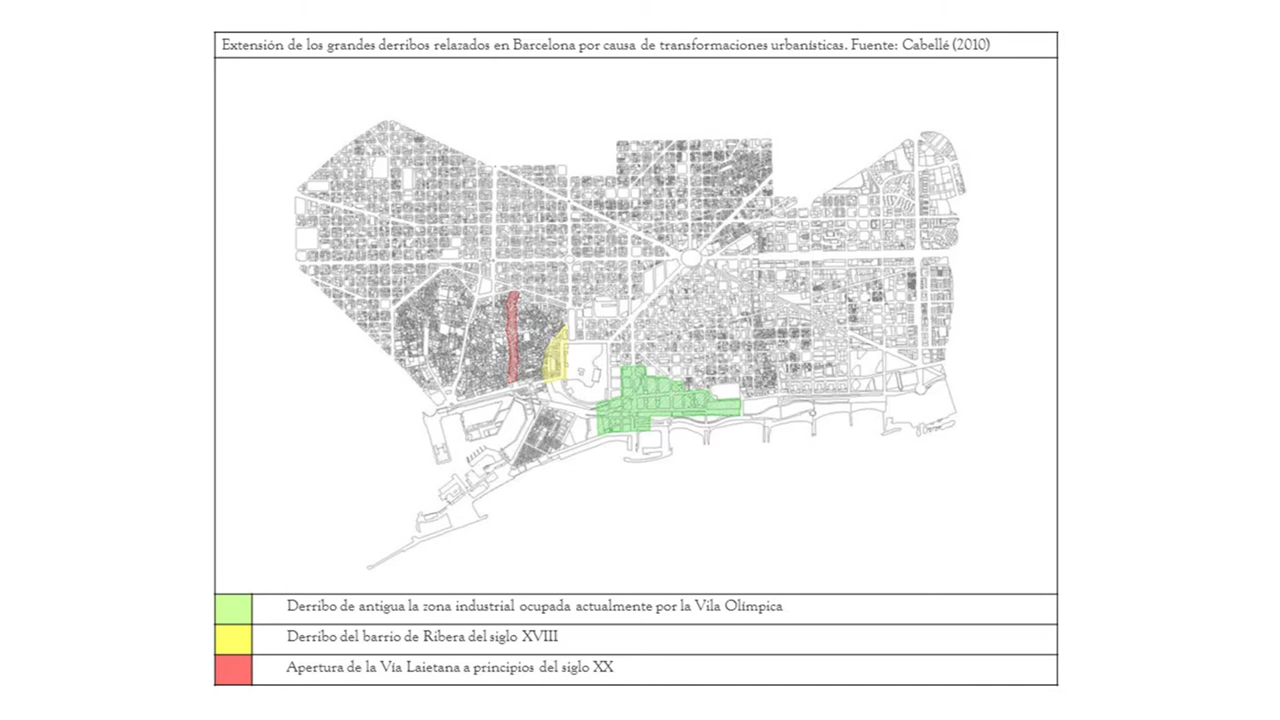 Extensión de los grandes derribos relazados en Barcelona por causa de transformaciones urbanísticas. Fuente: Cabellé (2010)
Derribo de antigua la zona industrial ocupada actualmente por la Vila Olímpica
Derribo del barrio de Ribera del siglo XVIII
Apertura de la Vía Laietana a principios del siglo XX